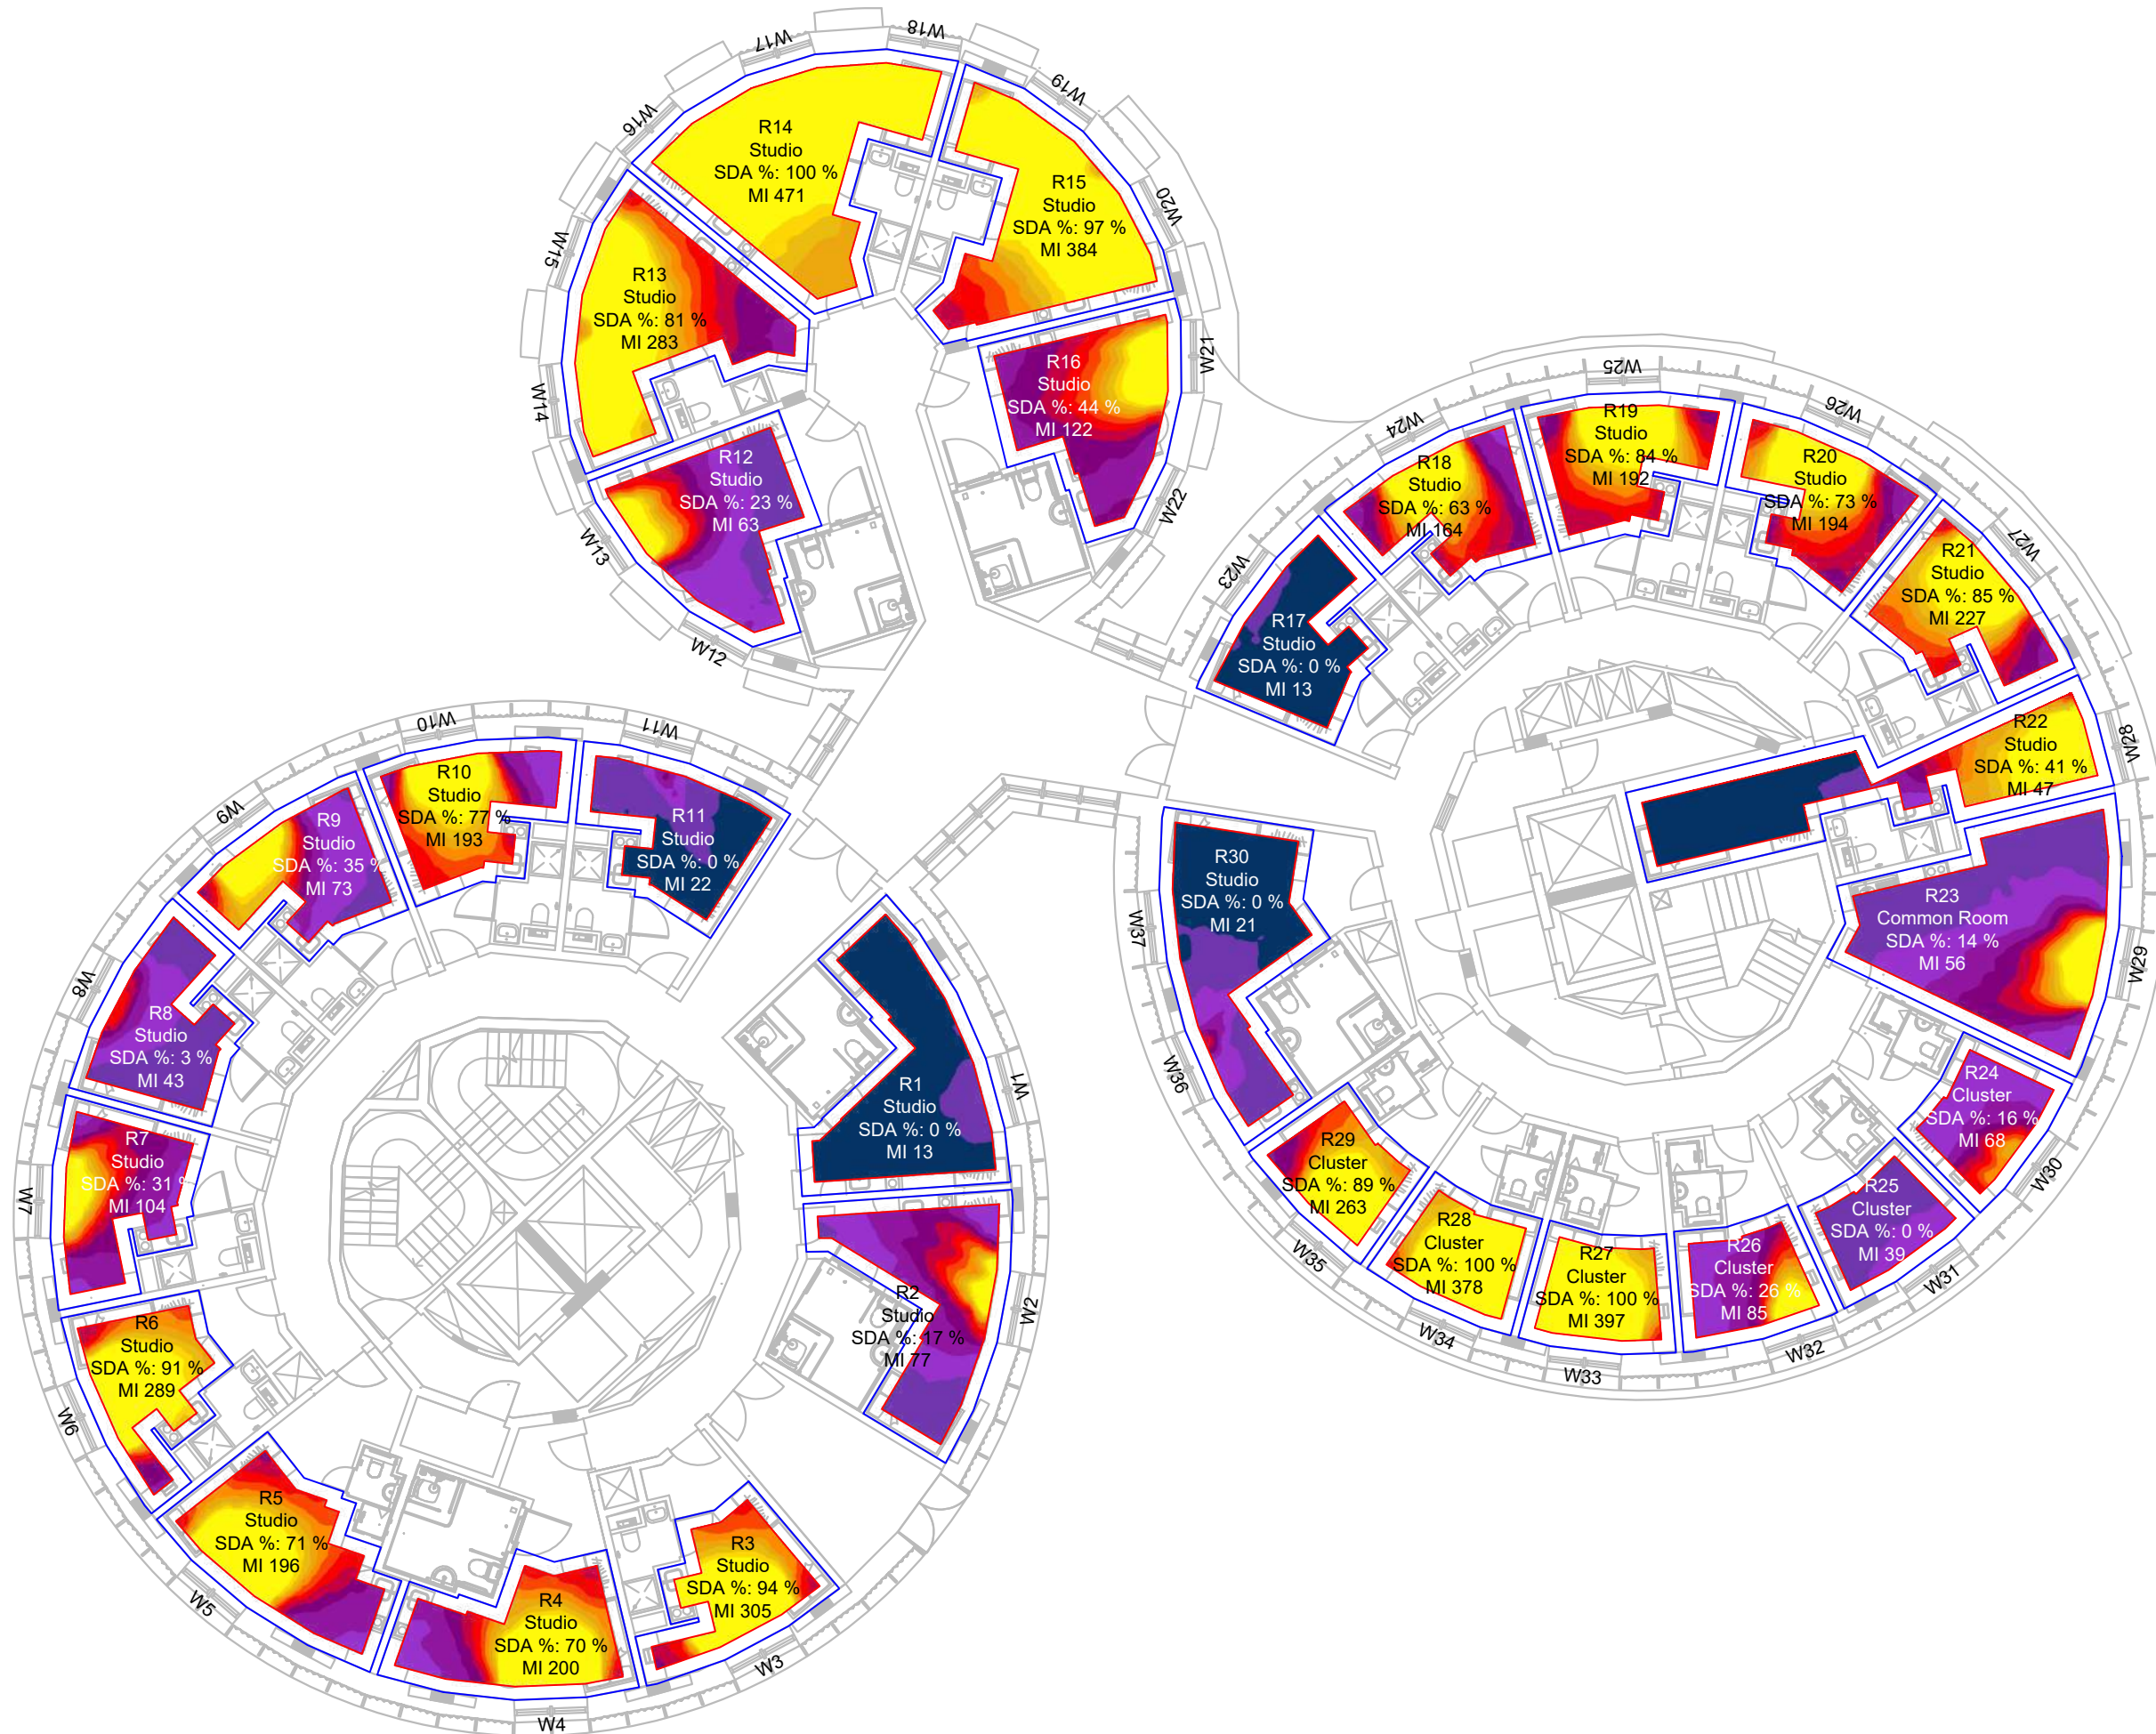 W18
W17
W19
W16
R14
Studio
SDA %: 100 %
MI 471
R15
Studio
SDA %: 97 %
MI 384
W20
W15
R13
Studio
SDA %: 81 %
MI 283
W14
R16
Studio
SDA %: 44 %
MI 122
W21
W22
R12
Studio
SDA %: 23 %
MI 63
W13
W12
W25
W24
W26
R19
Studio
SDA %: 84 %
MI 192
R18
Studio
SDA %: 63 %
MI 164
R20
Studio
SDA %: 73 %
MI 194
W27
W23
R21
Studio
SDA %: 85 %
MI 227
R17
Studio
SDA %: 0 %
MI 13
R22
Studio
SDA %: 41 %
MI 47
W28
W10
W11
W9
R10
Studio
SDA %: 77 %
MI 193
R9
Studio
SDA %: 35 %
MI 73
R11
Studio
SDA %: 0 %
MI 22
R30
Studio
SDA %: 0 %
MI 21
W37
R23
Common Room
SDA %: 14 %
MI 56
W29
W8
R8
Studio
SDA %: 3 %
MI 43
R1
Studio
SDA %: 0 %
MI 13
W1
W36
R24
Cluster
SDA %: 16 %
MI 68
W30
R7
Studio
SDA %: 31 %
MI 104
W7
R29
Cluster
SDA %: 89 %
MI 263
R25
Cluster
SDA %: 0 %
MI 39
W31
R28
Cluster
SDA %: 100 %
MI 378
R27
Cluster
SDA %: 100 %
MI 397
R26
Cluster
SDA %: 26 %
MI 85
W35
W34
W33
W32
R2
Studio
SDA %: 17 %
MI 77
W2
R6
Studio
SDA %: 91 %
MI 289
W6
R5
Studio
SDA %: 71 %
MI 196
W5
R4
Studio
SDA %: 70 %
MI 200
W4
R3
Studio
SDA %: 94 %
MI 305
W3